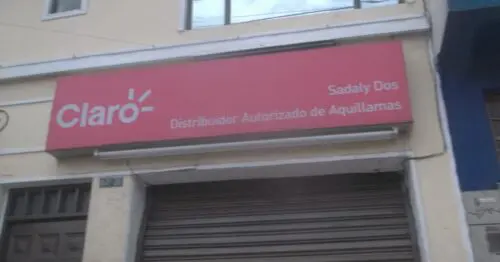 Claro
Sadaly Dos
Distribuidor Autorizado de Aquillamas